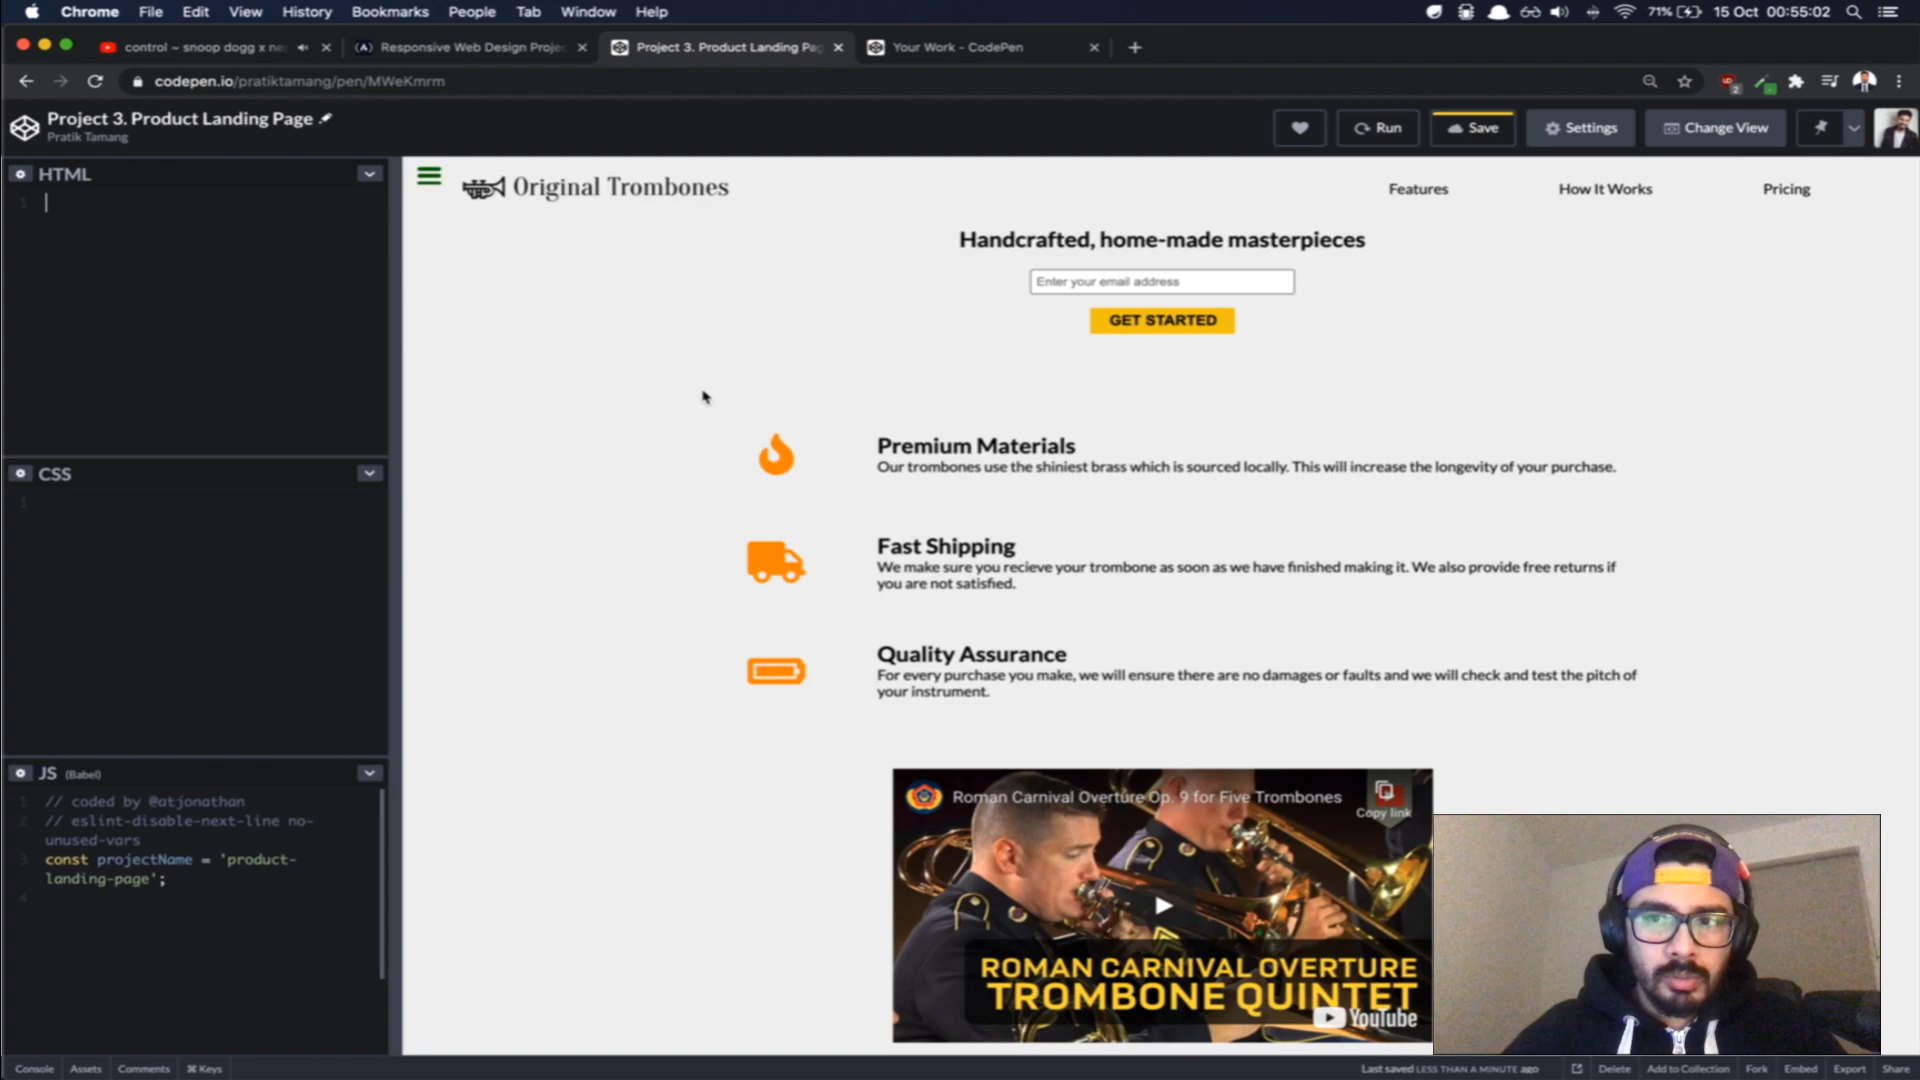 Chrome File Edit View History Bookmarks People Tab Window Help 71% 15 Oct 00:55:02
control ~ snoop dogg x ne
(A) Responsive Web Design Projec
Project 3. Product Landing Pag
Your Work - CodePen
codepen.io/pratiktamang/pen/MWeKmrm
Project 3. Product Landing Page
Pratik Tamang
Run
Save
Settings
Change View
HTML
1
CSS
1
JS (Babel)
1 // coded by @atjonathan
2 // eslint-disable-next-line no-
unused-vars
3 const projectName = 'product-
landing-page';
4
Original Trombones
Features
How It Works
Pricing
Handcrafted, home-made masterpieces
Enter your email address
GET STARTED
Premium Materials
Our trombones use the shiniest brass which is sourced locally. This will increase the longevity of your purchase.
Fast Shipping
We make sure you recieve your trombone as soon as we have finished making it. We also provide free returns if
you are not satisfied.
Quality Assurance
For every purchase you make, we will ensure there are no damages or faults and we will check and test the pitch of
your instrument.
Roman Carnival Overture Op. 9 for Five Trombones
Copy link
ROMAN CARNIVAL OVERTURE
TROMBONE QUINTET
YouTube
Console Assets Comments ⌘ Keys
Last saved LESS THAN A MINUTE ago
Delete Add to Collection Fork Embed Export Share